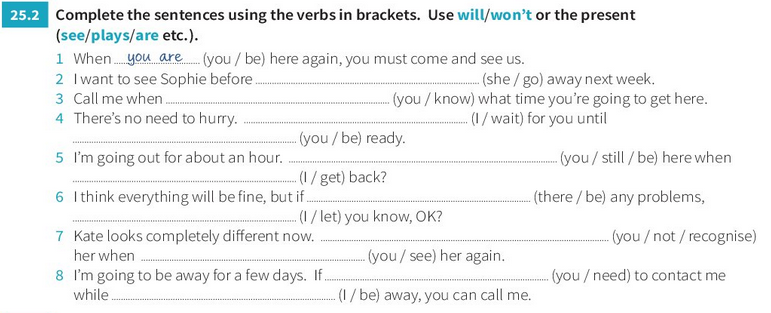 25.2 Complete the sentences using the verbs in brackets. Use will/won't or the present
(see/plays/are etc.).
1 When you are (you / be) here again, you must come and see us.
2 I want to see Sophie before ........ (she / go) away next week.
3 Call me when ........ (you / know) what time you're going to get here.
4 There's no need to hurry. ........ (I / wait) for you until
........ (you / be) ready.
5 I'm going out for about an hour. ........ (you / still / be) here when
........ (I / get) back?
6 I think everything will be fine, but if ........ (there / be) any problems,
........ (I / let) you know, OK?
7 Kate looks completely different now. ........ (you / not / recognise)
her when ........ (you / see) her again.
8 I'm going to be away for a few days. If ........ (you / need) to contact me
while ........ (I / be) away, you can call me.